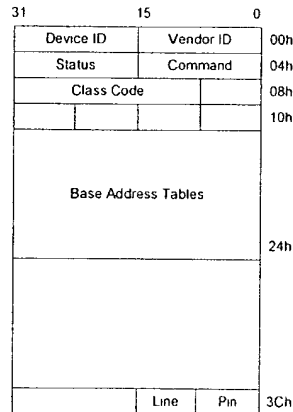 31 15 0
Device ID Vendor ID 00h
Status Command 04h
Class Code 08h
10h
Base Address Tables
24h
Line Pin 3Ch